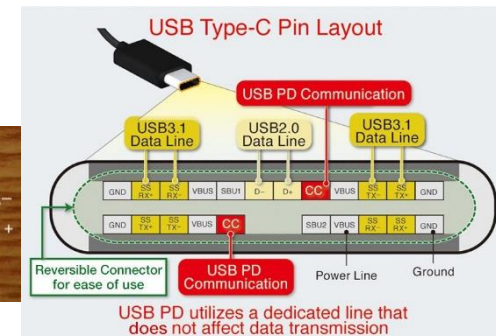 USB Type-C Pin Layout
USB PD Communication
USB3.1
Data Line
USB2.0
Data Line
USB3.1
Data Line
GND SS RX+ SS RX- VBUS SBU1 D- D+ CC VBUS SS TX- SS TX+ GND
GND SS TX+ SS TX- VBUS CC SBU2 VBUS SS RX- SS RX+ GND
Reversible Connector
for ease of use
USB PD
Communication
Power Line
Ground
USB PD utilizes a dedicated line that
does not affect data transmission
-
+